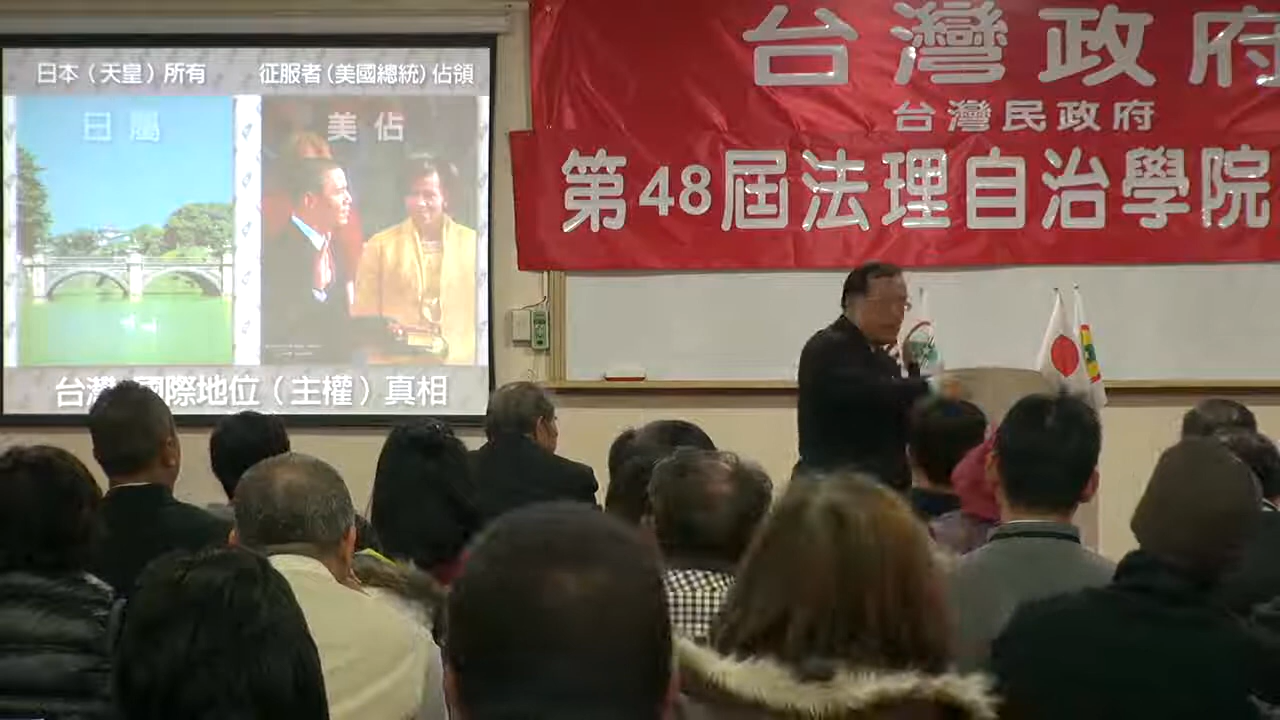 日本（天皇）所有
征服者（美國總統）佔領
日屬
美佔
台灣國際地位（主權）真相
台灣政府
台灣民政府
第48屆法理自治學院